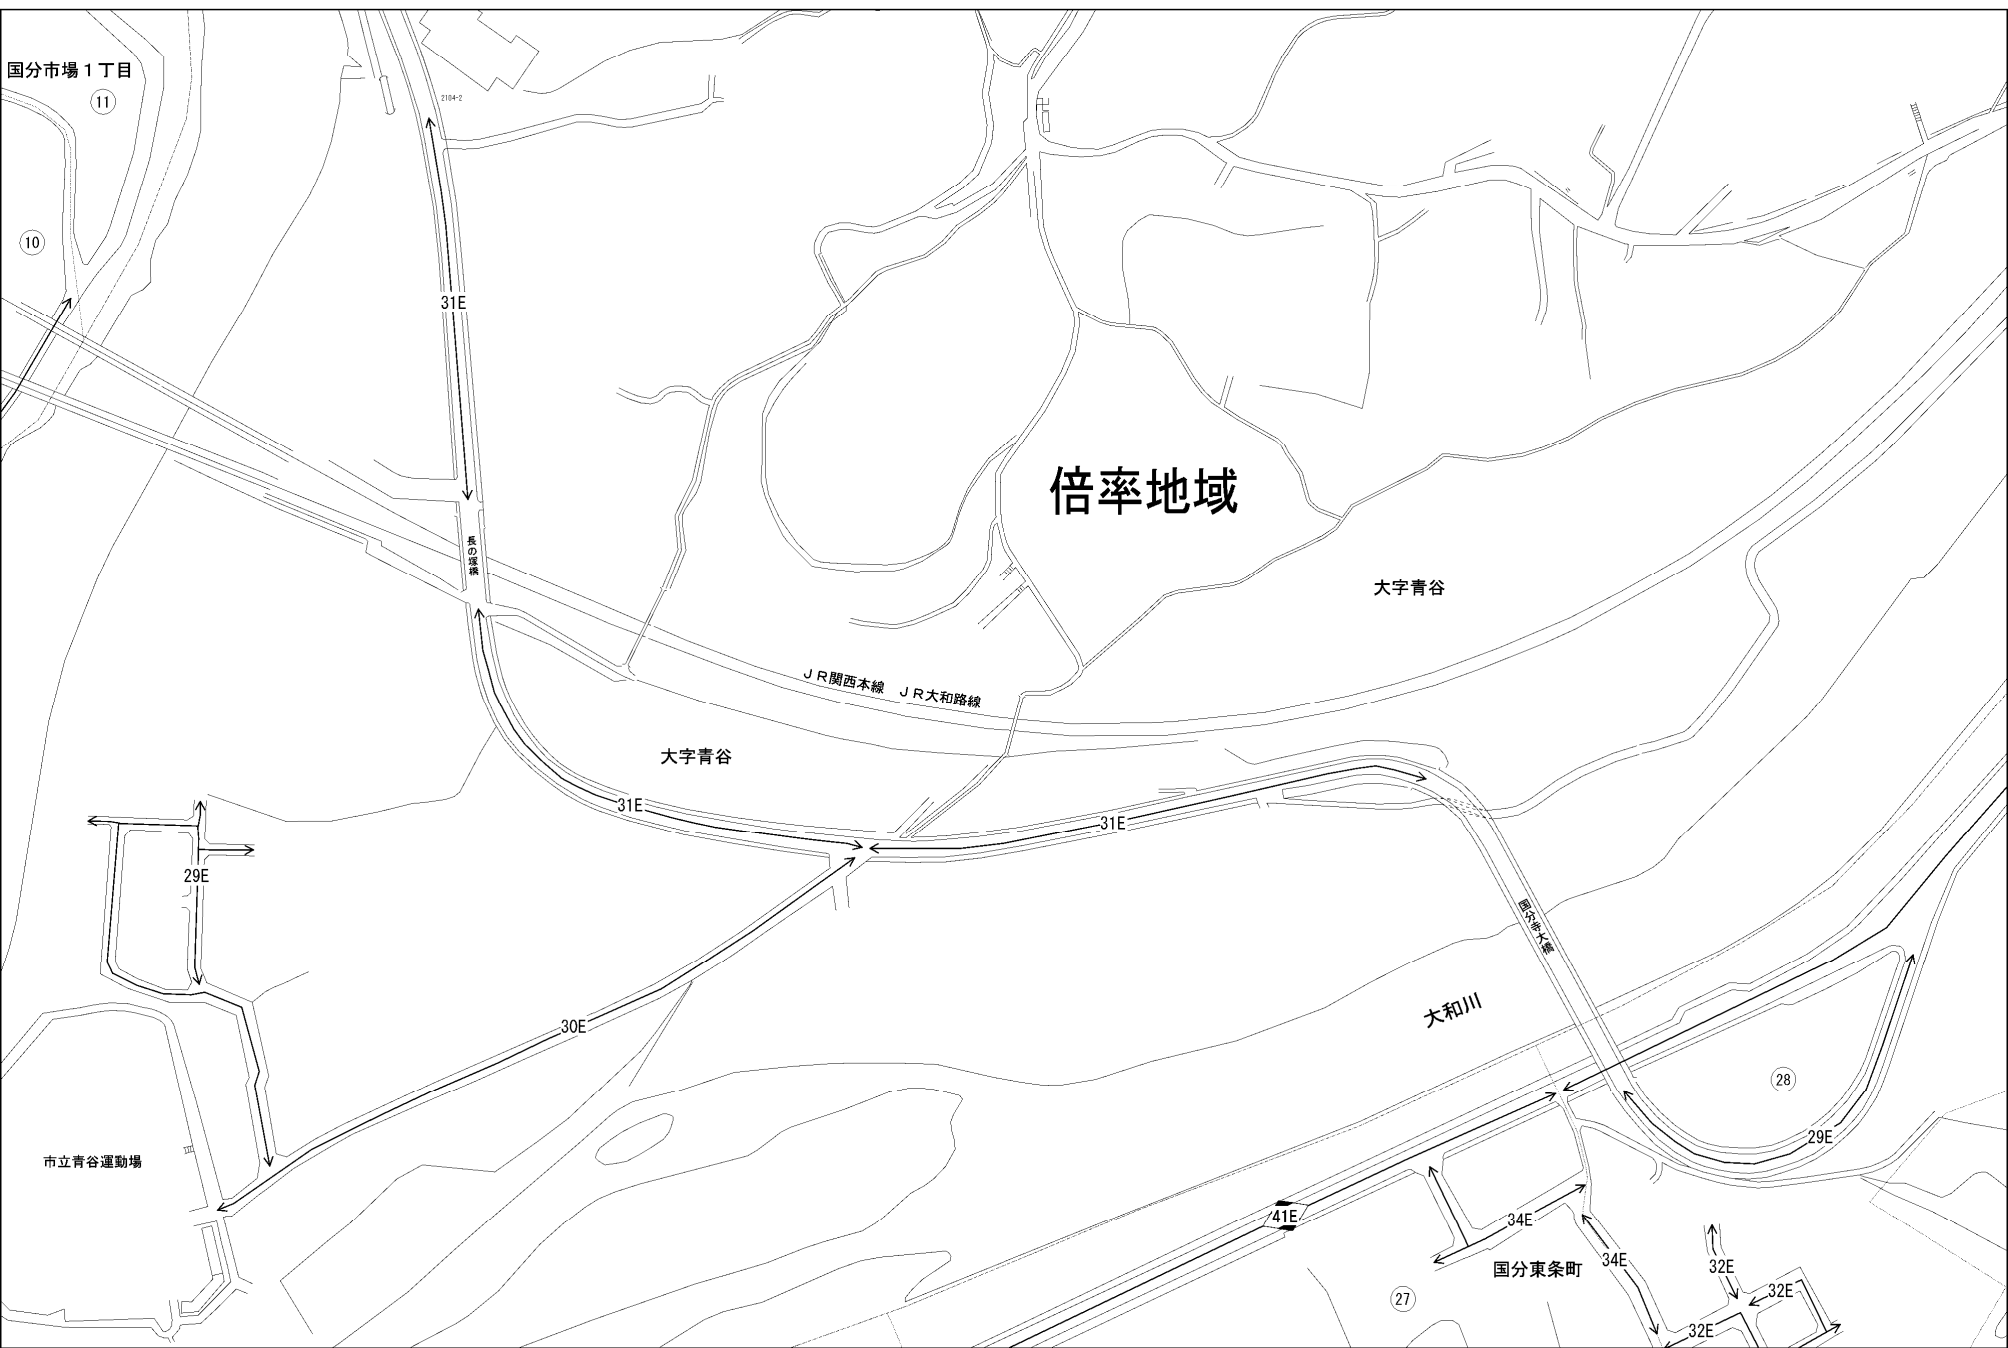 国分市場１丁目
11
2104-2
10
31E
倍率地域
長の塚橋
大字青谷
ＪＲ関西本線　ＪＲ大和路線
大字青谷
31E
31E
29E
国分寺大橋
大和川
30E
28
29E
市立青谷運動場
41E
34E
34E
国分東条町
32E
32E
27
32E